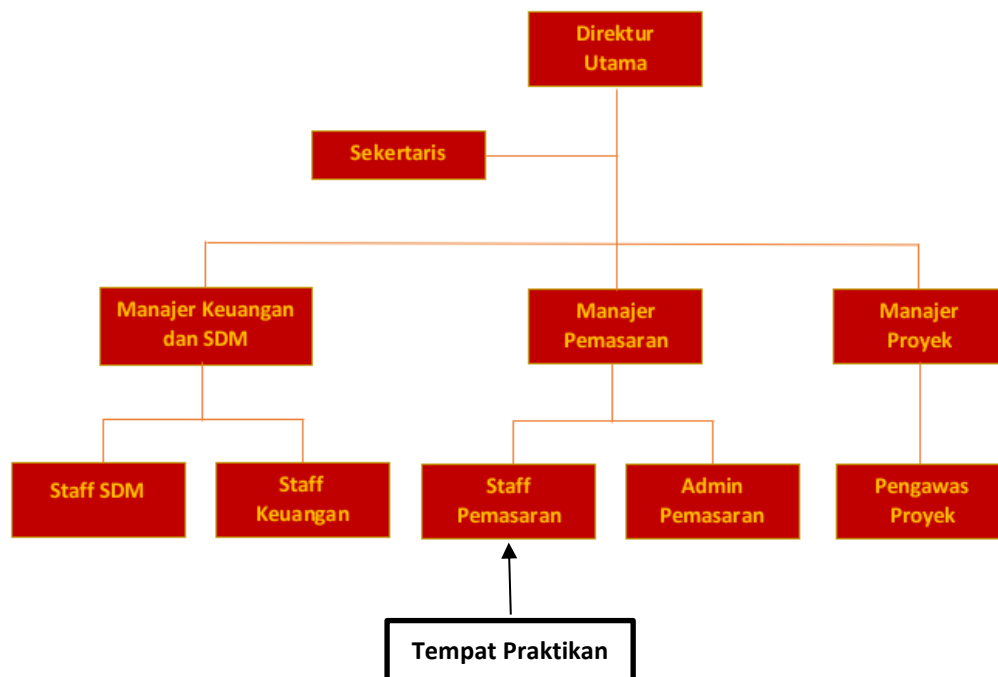 Direktur
Utama
Sekertaris
Manajer Keuangan
dan SDM
Manajer
Pemasaran
Manajer
Proyek
Staff SDM
Staff
Keuangan
Staff
Pemasaran
Admin
Pemasaran
Pengawas
Proyek
Tempat Praktikan